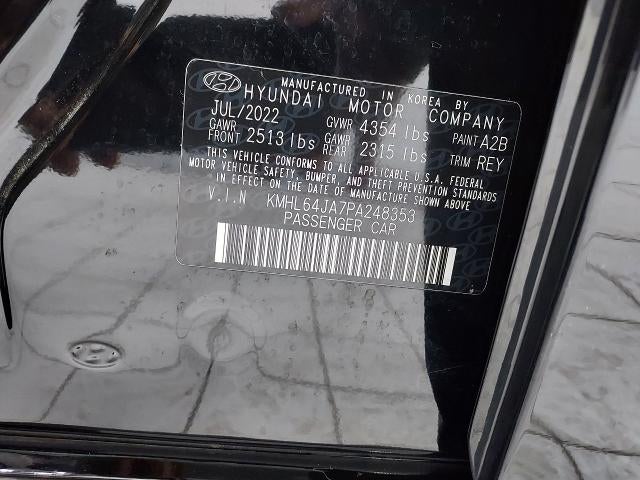 MANUFACTURED IN KOREA BY
HYUNDAI MOTOR COMPANY
JUL/2022 GVWR 4354 lbs PAINT A2B
GAWR FRONT 2513 lbs GAWR REAR 2315 lbs TRIM REY
THIS VEHICLE CONFORMS TO ALL APPLICABLE U.S.A. FEDERAL
MOTOR VEHICLE SAFETY, BUMPER, AND THEFT PREVENTION STANDARDS
IN EFFECT ON THE DATE OF MANUFACTURE SHOWN ABOVE
V.I.N KMHL64JA7PA248353
PASSENGER CAR